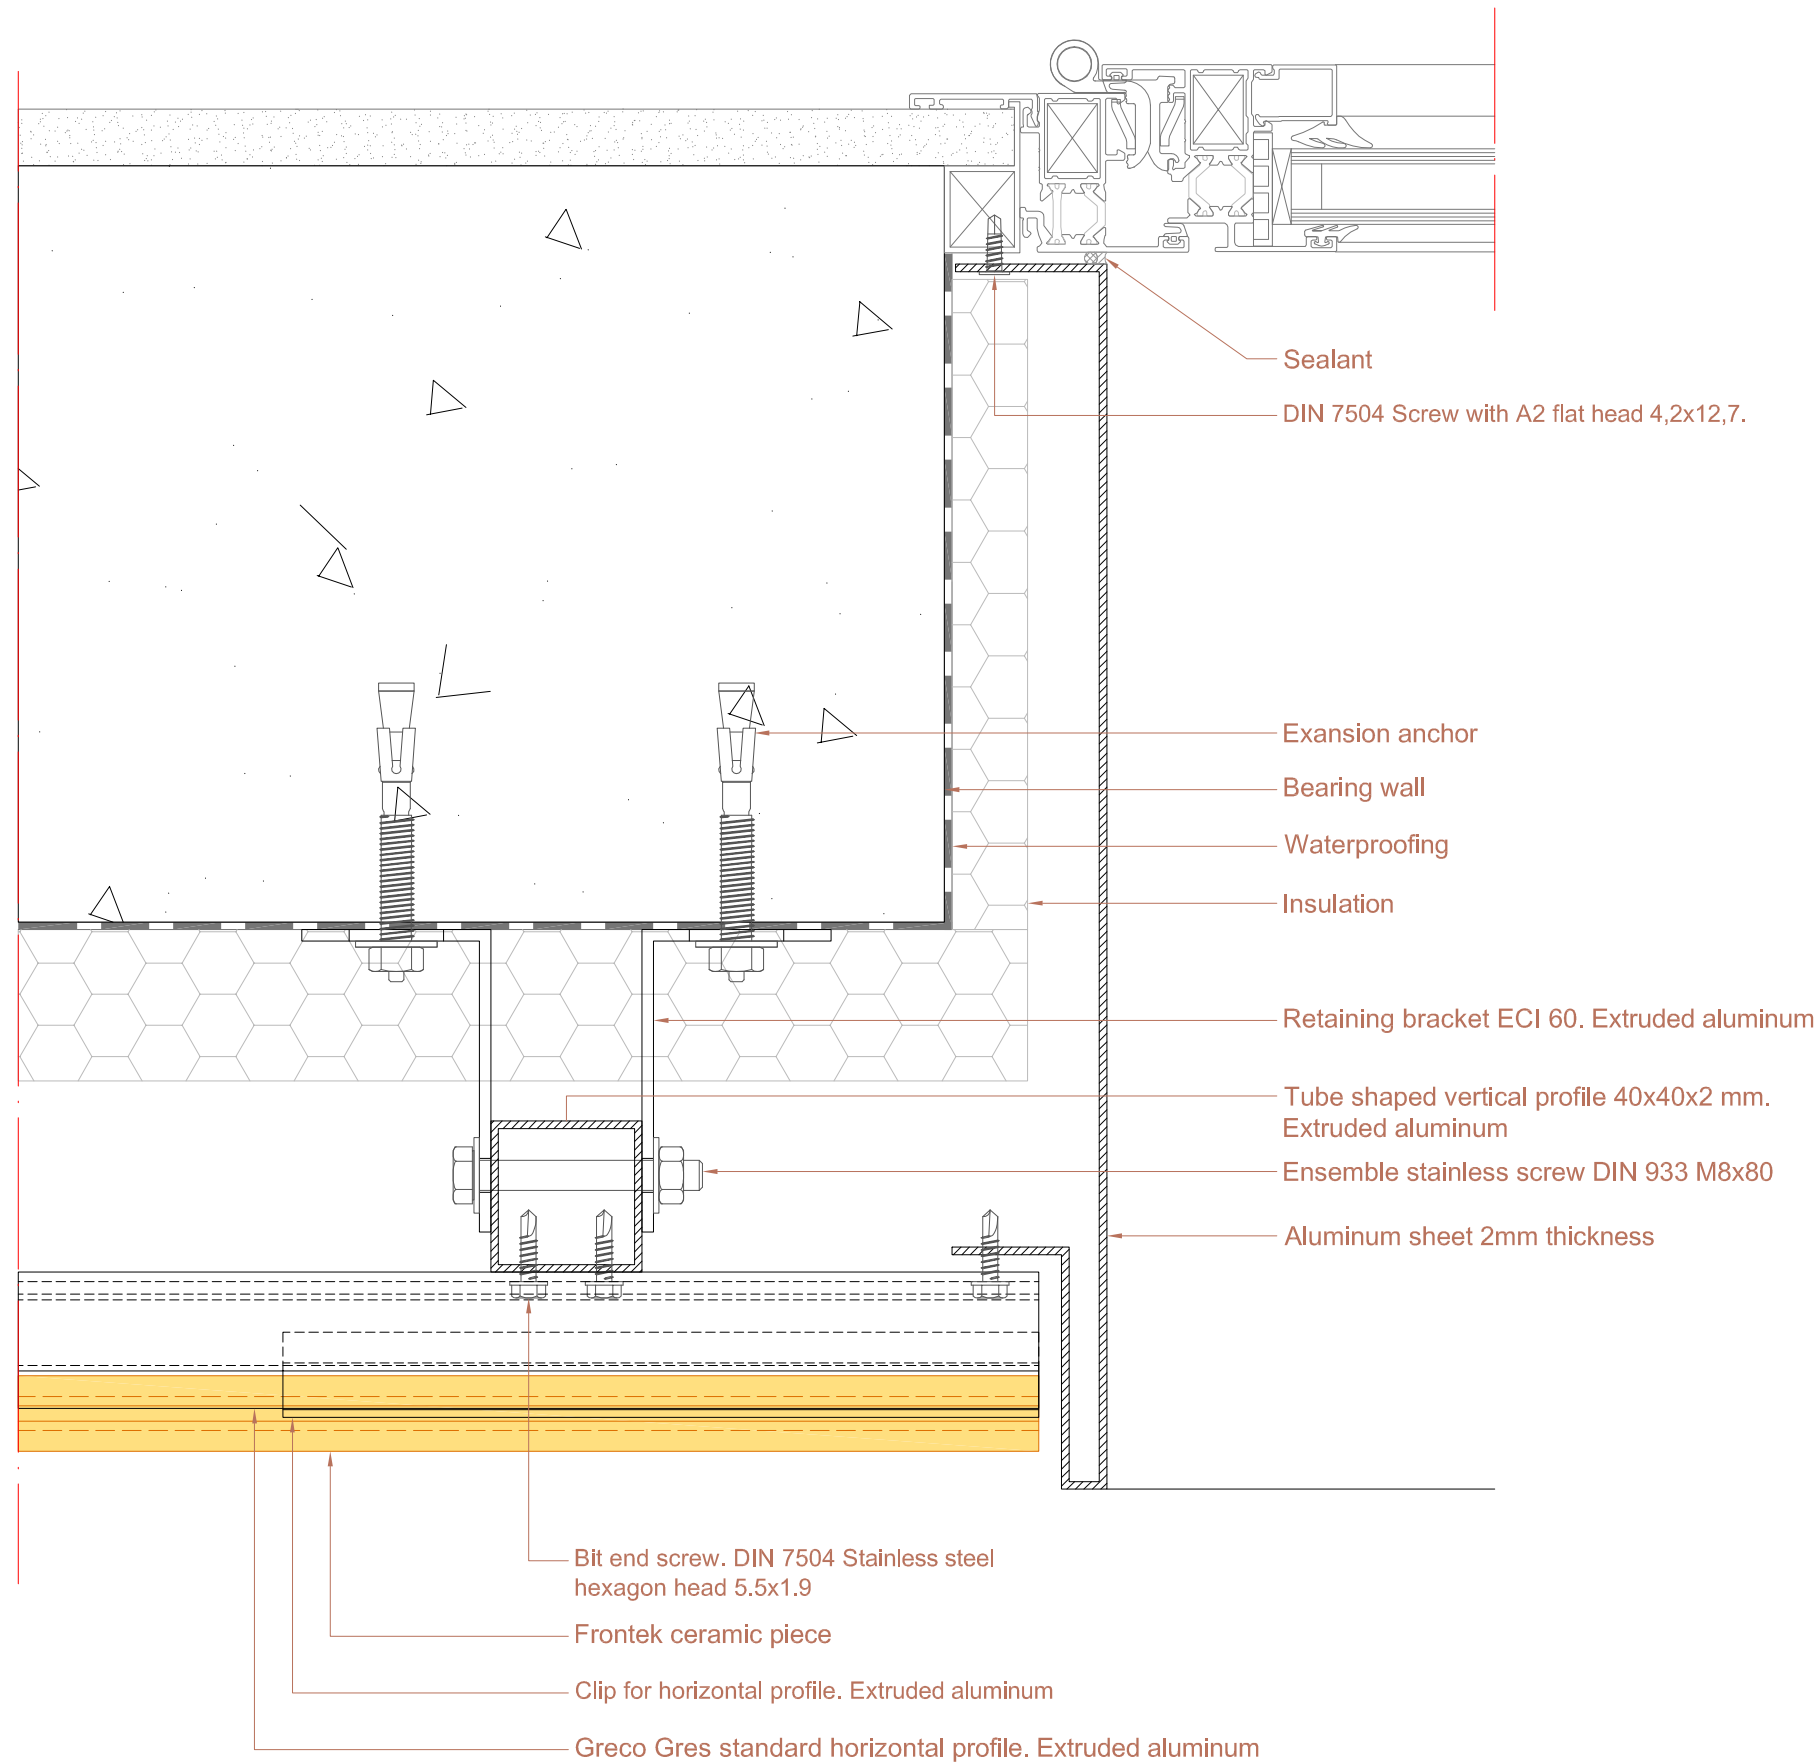 Sealant
DIN 7504 Screw with A2 flat head 4,2x12,7.
Exansion anchor
Bearing wall
Waterproofing
Insulation
Retaining bracket ECI 60. Extruded aluminum
Tube shaped vertical profile 40x40x2 mm.
Extruded aluminum
Ensemble stainless screw DIN 933 M8x80
Aluminum sheet 2mm thickness
Bit end screw. DIN 7504 Stainless steel
hexagon head 5.5x1.9
Frontek ceramic piece
Clip for horizontal profile. Extruded aluminum
Greco Gres standard horizontal profile. Extruded aluminum